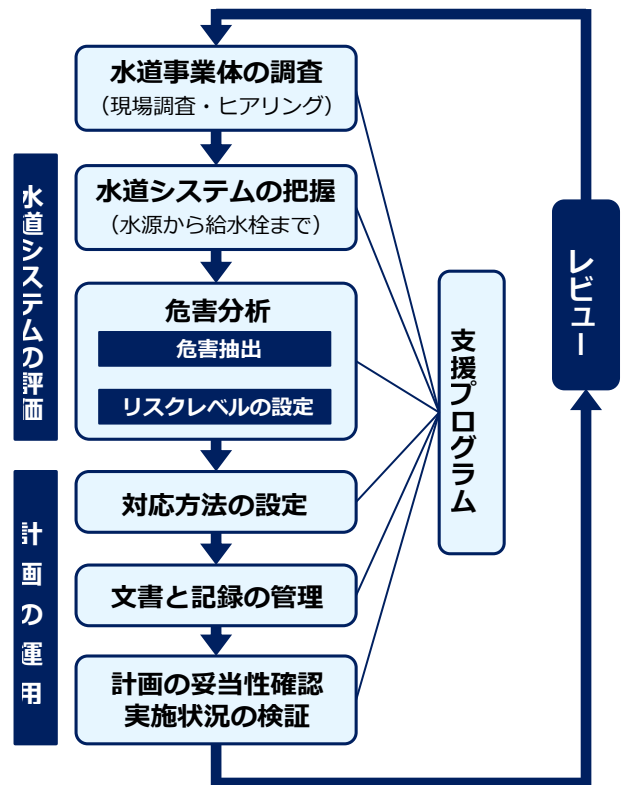 水道事業体の調査
（現場調査・ヒアリング）
水道システムの評価
水道システムの把握
（水源から給水栓まで）
危害分析
危害抽出
リスクレベルの設定
計画の運用
対応方法の設定
文書と記録の管理
計画の妥当性確認
実施状況の検証
支援プログラム
レビュー